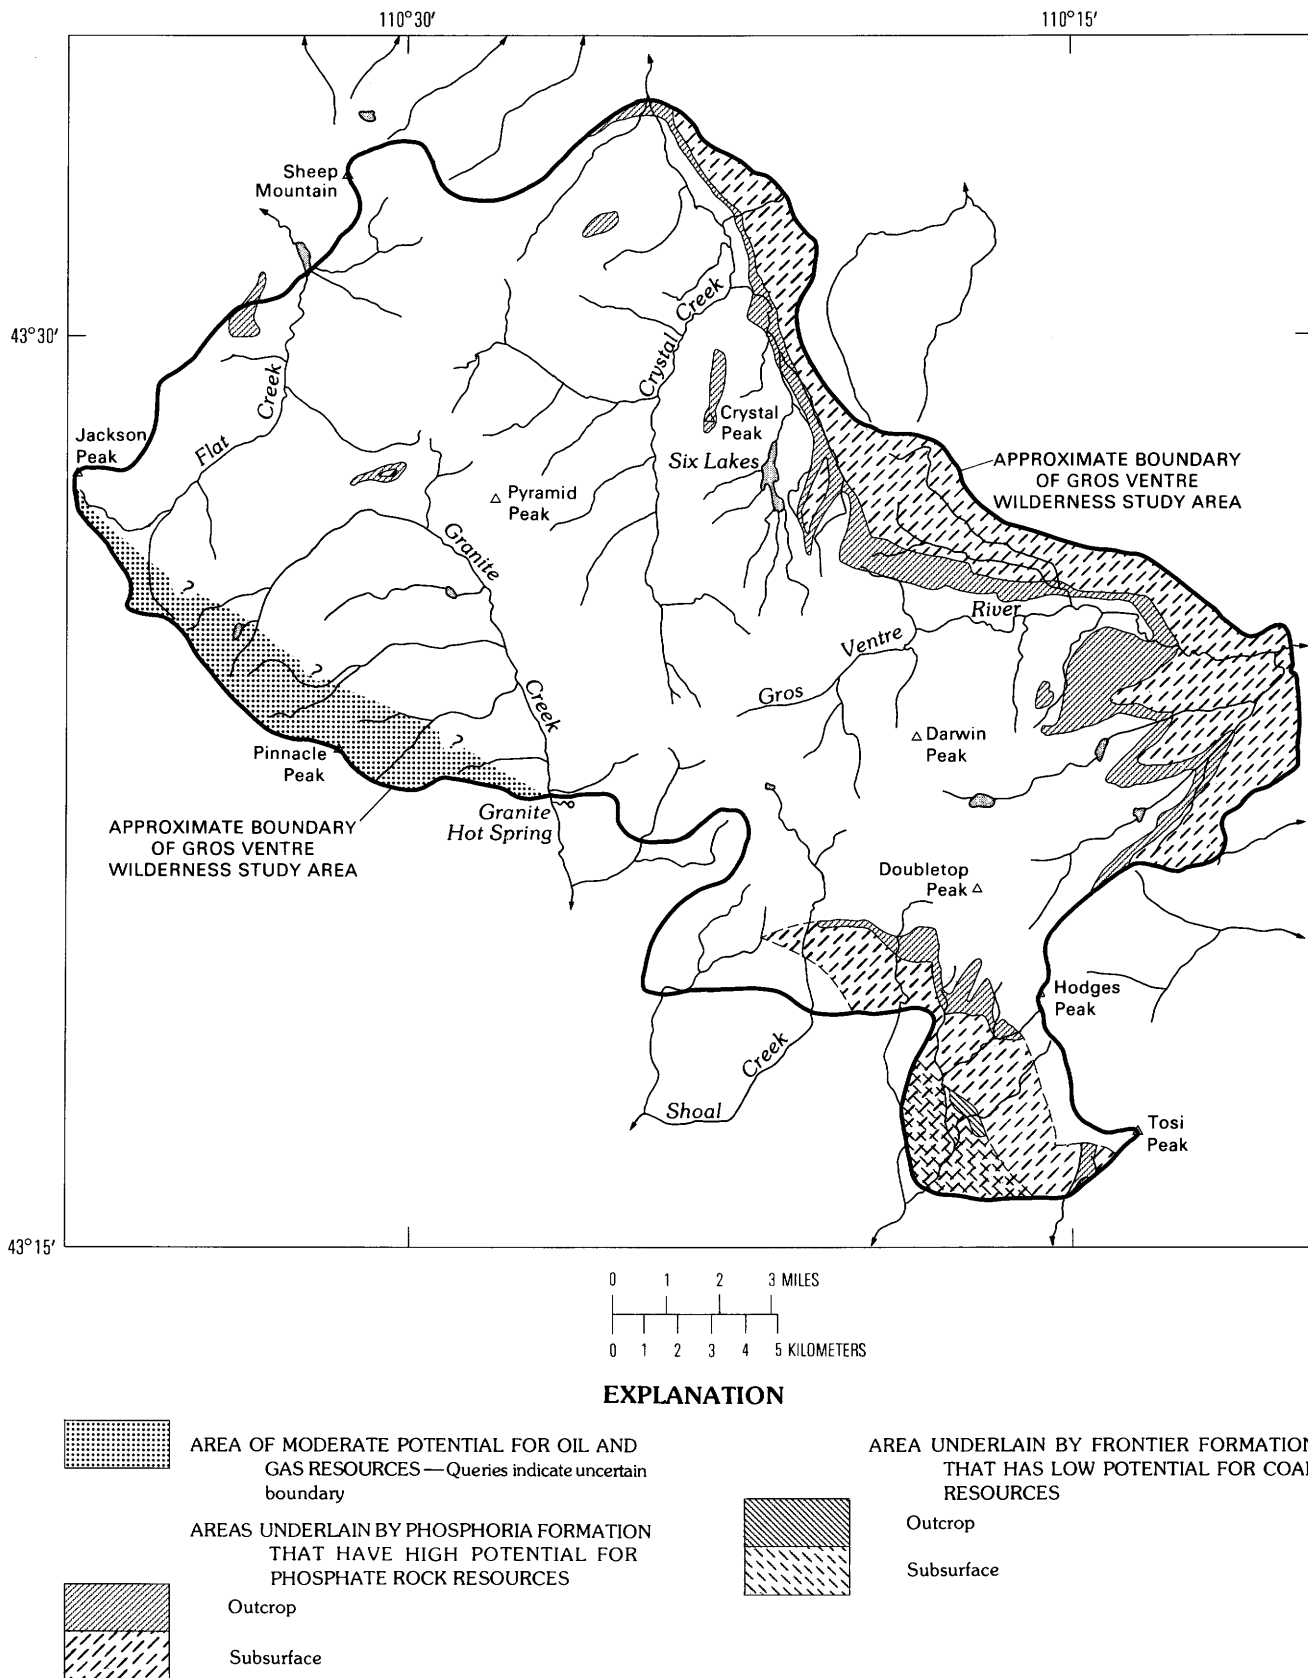 110°30′
110°15′
Sheep
Mountain
43°30′
Crystal Creek
Flat Creek
Jackson
Peak
Crystal
Peak
Six Lakes
APPROXIMATE BOUNDARY
OF GROS VENTRE
WILDERNESS STUDY AREA
Pyramid
Peak
Granite Creek
?
?
?
Gros Ventre River
Darwin
Peak
Pinnacle
Peak
Granite
Hot Spring
APPROXIMATE BOUNDARY
OF GROS VENTRE
WILDERNESS STUDY AREA
Doubletop
Peak
Hodges
Peak
Shoal Creek
Tosi
Peak
43°15′
0 1 2 3 MILES
0 1 2 3 4 5 KILOMETERS
EXPLANATION
AREA OF MODERATE POTENTIAL FOR OIL AND
GAS RESOURCES—Queries indicate uncertain
boundary
AREAS UNDERLAIN BY PHOSPHORIA FORMATION
THAT HAVE HIGH POTENTIAL FOR
PHOSPHATE ROCK RESOURCES
Outcrop
Subsurface
AREA UNDERLAIN BY FRONTIER FORMATION
THAT HAS LOW POTENTIAL FOR COA
RESOURCES
Outcrop
Subsurface